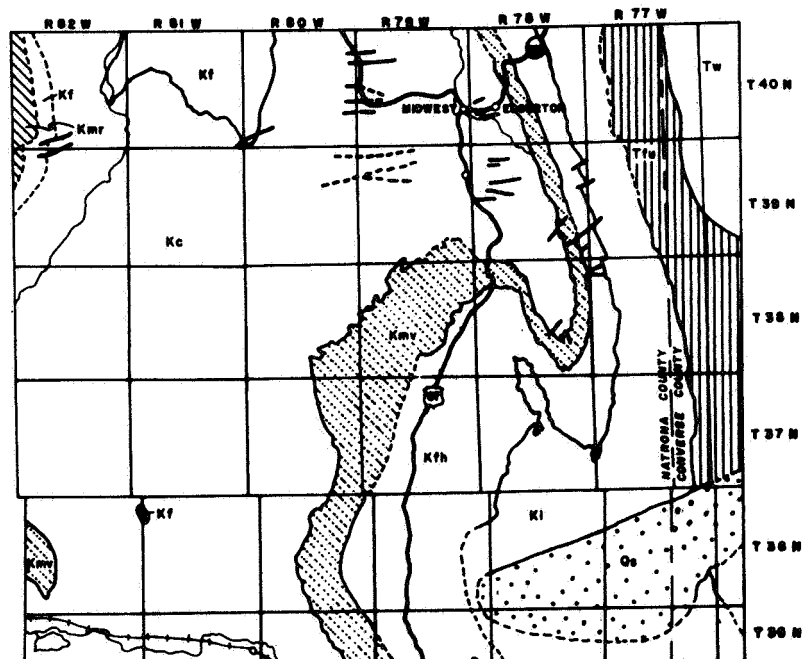 R 82 W R 81 W R 80 W R 79 W R 78 W R 77 W
Kf
Tw
T 40 N
Kf
MIDWEST EDGERTON
Kmr
Tfu
T 39 N
Kc
T 38 N
Kmv
NATRONA COUNTY
CONVERSE COUNTY
T 37 N
Kfh
Kf
Kl
T 36 N
Kmv
Qs
T 35 N